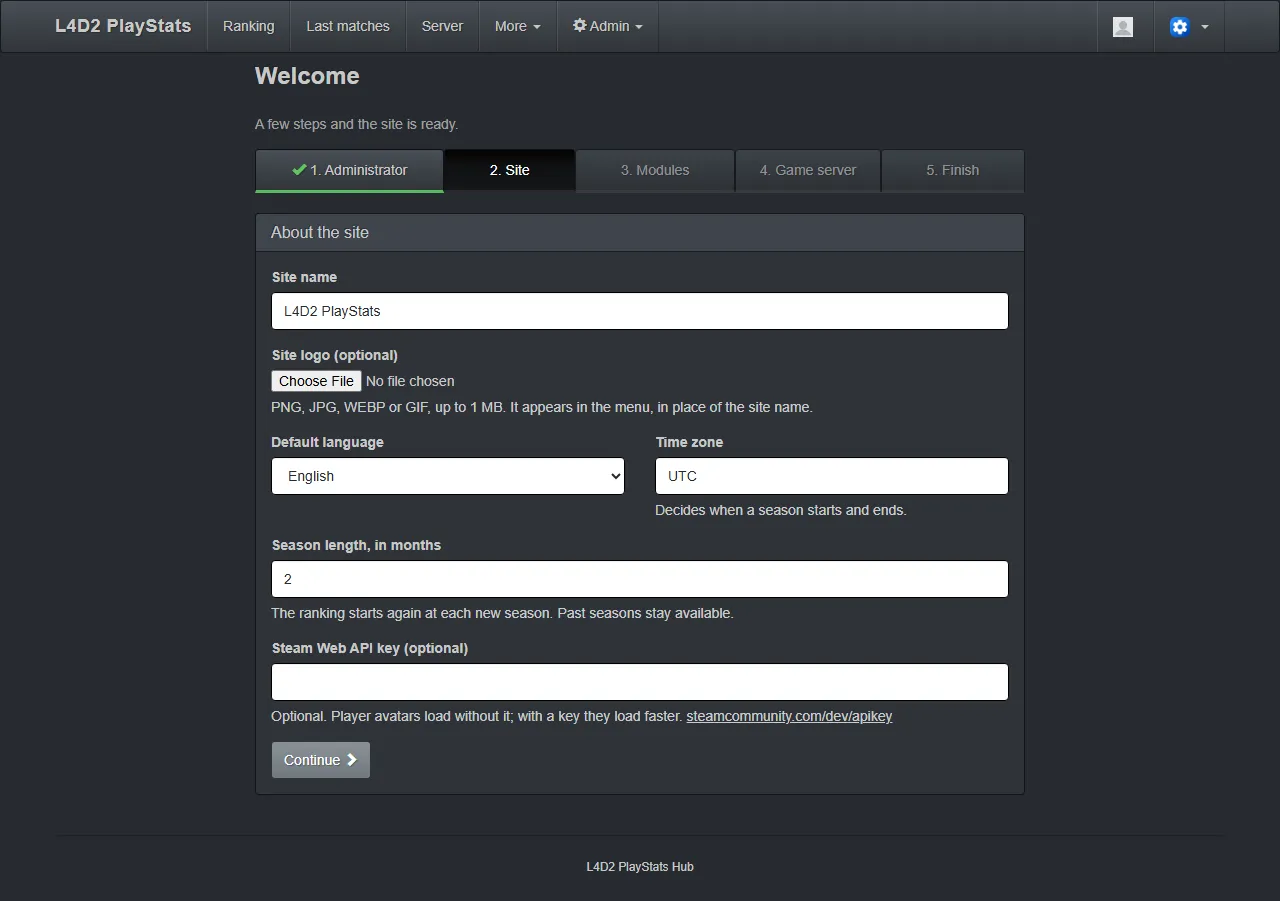 L4D2 PlayStats Ranking Last matches Server More Admin
Welcome
A few steps and the site is ready.
1. Administrator 2. Site 3. Modules 4. Game server 5. Finish
About the site
Site name
L4D2 PlayStats
Site logo (optional)
Choose File No file chosen
PNG, JPG, WEBP or GIF, up to 1 MB. It appears in the menu, in place of the site name.
Default language Time zone
English UTC
Decides when a season starts and ends.
Season length, in months
2
The ranking starts again at each new season. Past seasons stay available.
Steam Web API key (optional)
Optional. Player avatars load without it; with a key they load faster. steamcommunity.com/dev/apikey
Continue
L4D2 PlayStats Hub